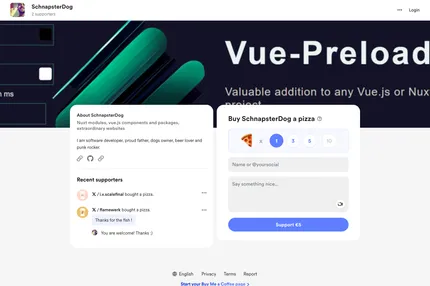 SchnapsterDog
2 supporters
Login
Vue-Preload
Valuable addition to any Vue.js or Nux
project
n ms
About SchnapsterDog
Nuxt modules, vue.js components and packages,
extraordinary websites
I am software developer, proud father, dogs owner, beer lover and
punk rocker
Recent supporters
X / i.v.scalefinal bought a pizza.
X / framewerk bought a pizza.
Thanks for the fish !
You are welcome! Thanks :)
Buy SchnapsterDog a pizza
x 1 3 5 10
Name or @yoursocial
Say something nice...
Support €5
English Privacy Terms Report
Start your Buy Me a Coffee page